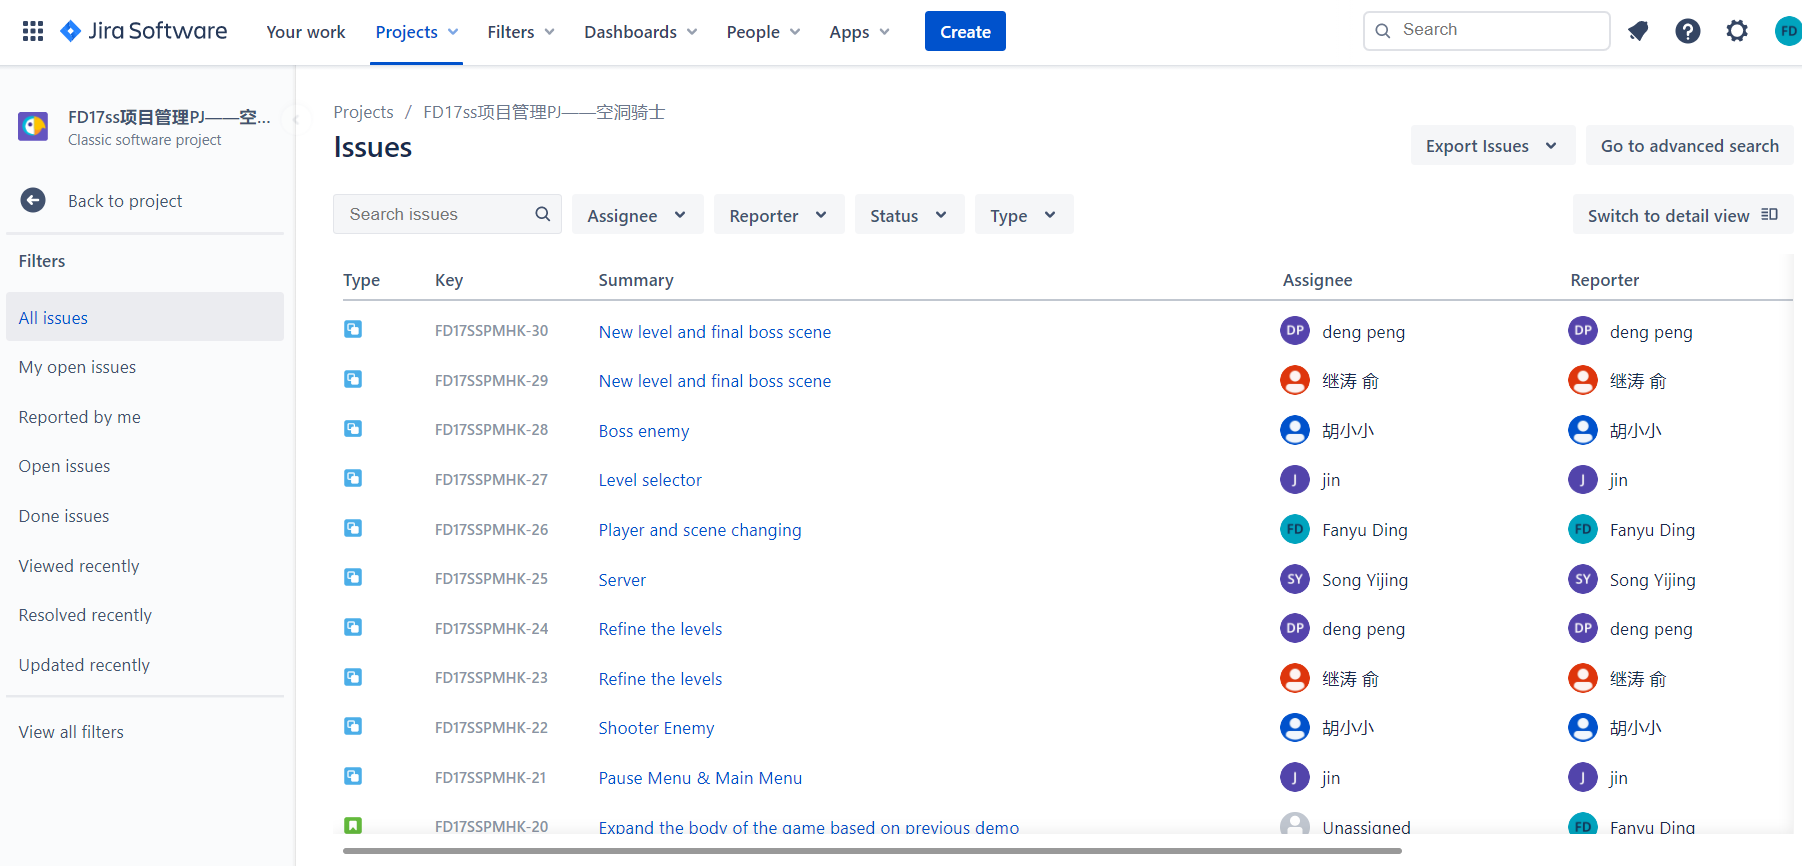 Jira Software Your work Projects Filters Dashboards People Apps Create Search FD
FD17ss项目管理PJ——空...
Classic software project
Back to project
Filters
All issues
My open issues
Reported by me
Open issues
Done issues
Viewed recently
Resolved recently
Updated recently
View all filters
Projects / FD17ss项目管理PJ——空洞骑士
Issues
Export Issues Go to advanced search
Search issues Assignee Reporter Status Type Switch to detail view
Type Key Summary Assignee Reporter
FD17SSPMHK-30 New level and final boss scene DP deng peng DP deng peng
FD17SSPMHK-29 New level and final boss scene 继涛 俞 继涛 俞
FD17SSPMHK-28 Boss enemy 胡小小 胡小小
FD17SSPMHK-27 Level selector J jin J jin
FD17SSPMHK-26 Player and scene changing FD Fanyu Ding FD Fanyu Ding
FD17SSPMHK-25 Server SY Song Yijing SY Song Yijing
FD17SSPMHK-24 Refine the levels DP deng peng DP deng peng
FD17SSPMHK-23 Refine the levels 继涛 俞 继涛 俞
FD17SSPMHK-22 Shooter Enemy 胡小小 胡小小
FD17SSPMHK-21 Pause Menu & Main Menu J jin J jin
FD17SSPMHK-20 Expand the body of the game based on previous demo Unassigned FD Fanyu Ding